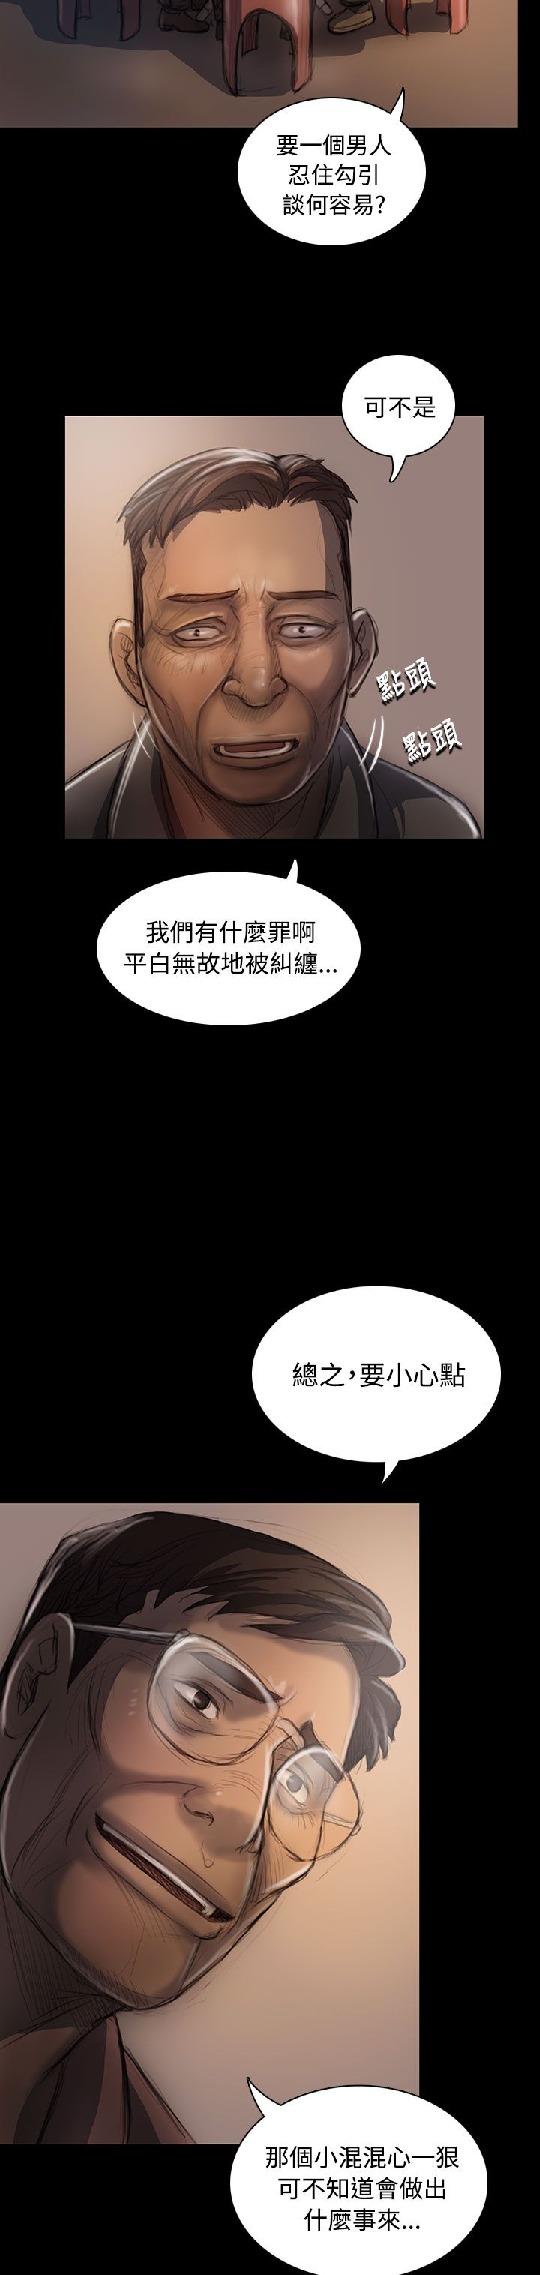 要一個男人
忍住勾引
談何容易?
可不是
點頭
點頭
我們有什麼罪啊
平白無故地被糾纏...
總之,要小心點
那個小混混心一狠
可不知道會做出
什麼事來...